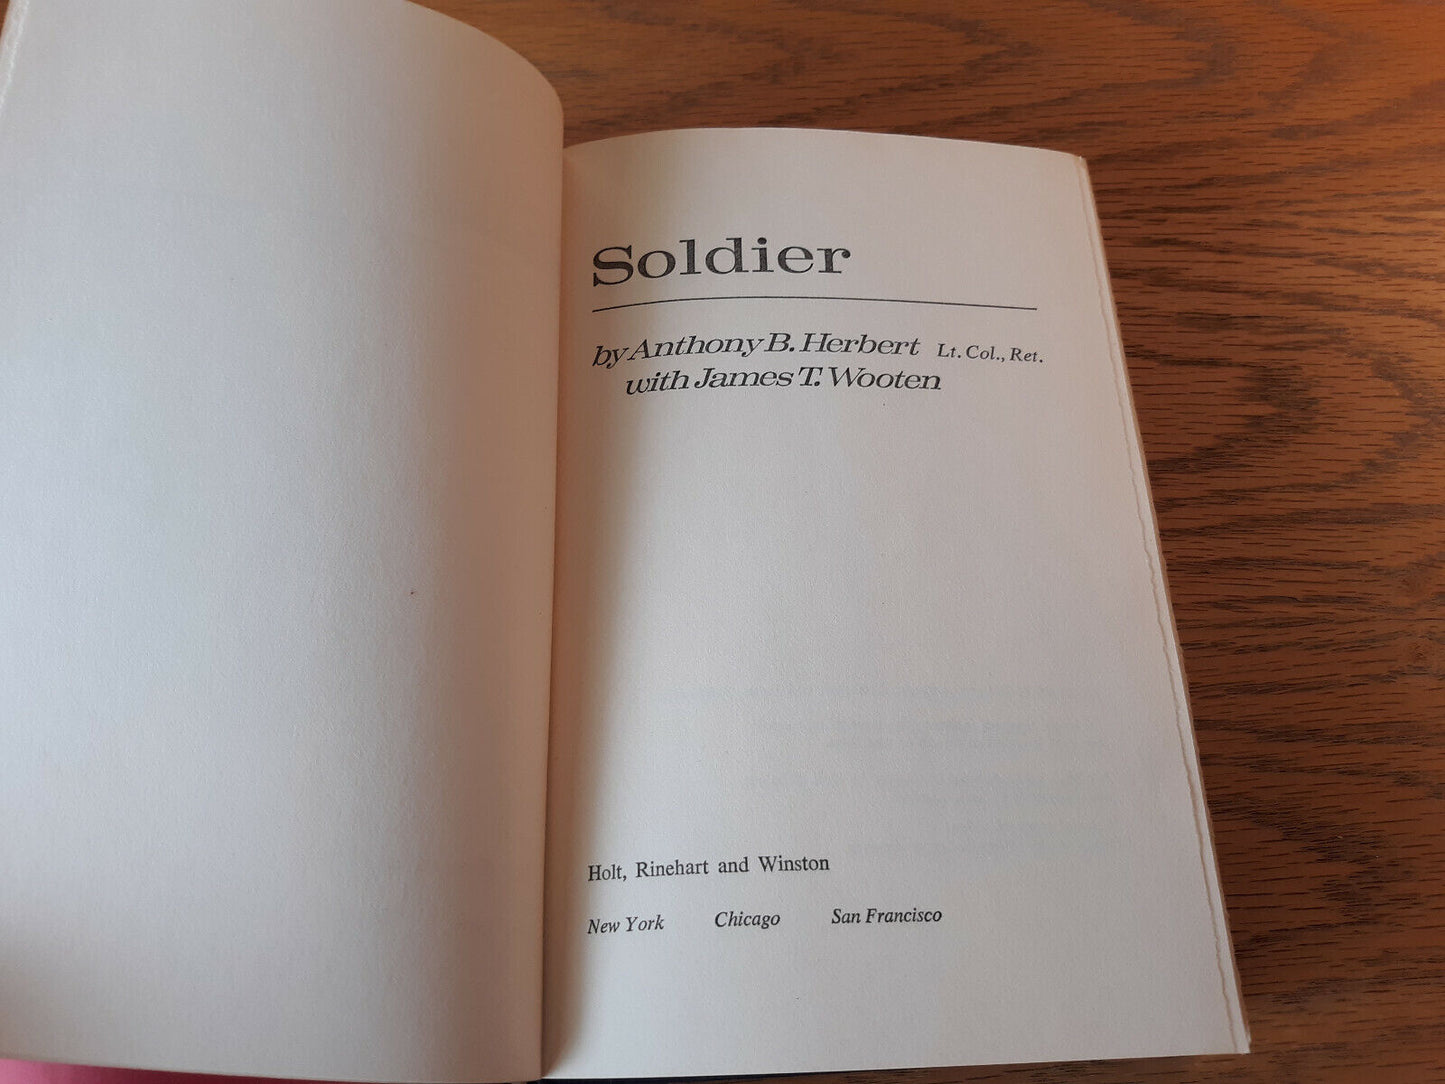 Soldier
by Anthony B. Herbert Lt. Col., Ret.
with James T. Wooten
Holt, Rinehart and Winston
New York Chicago San Francisco